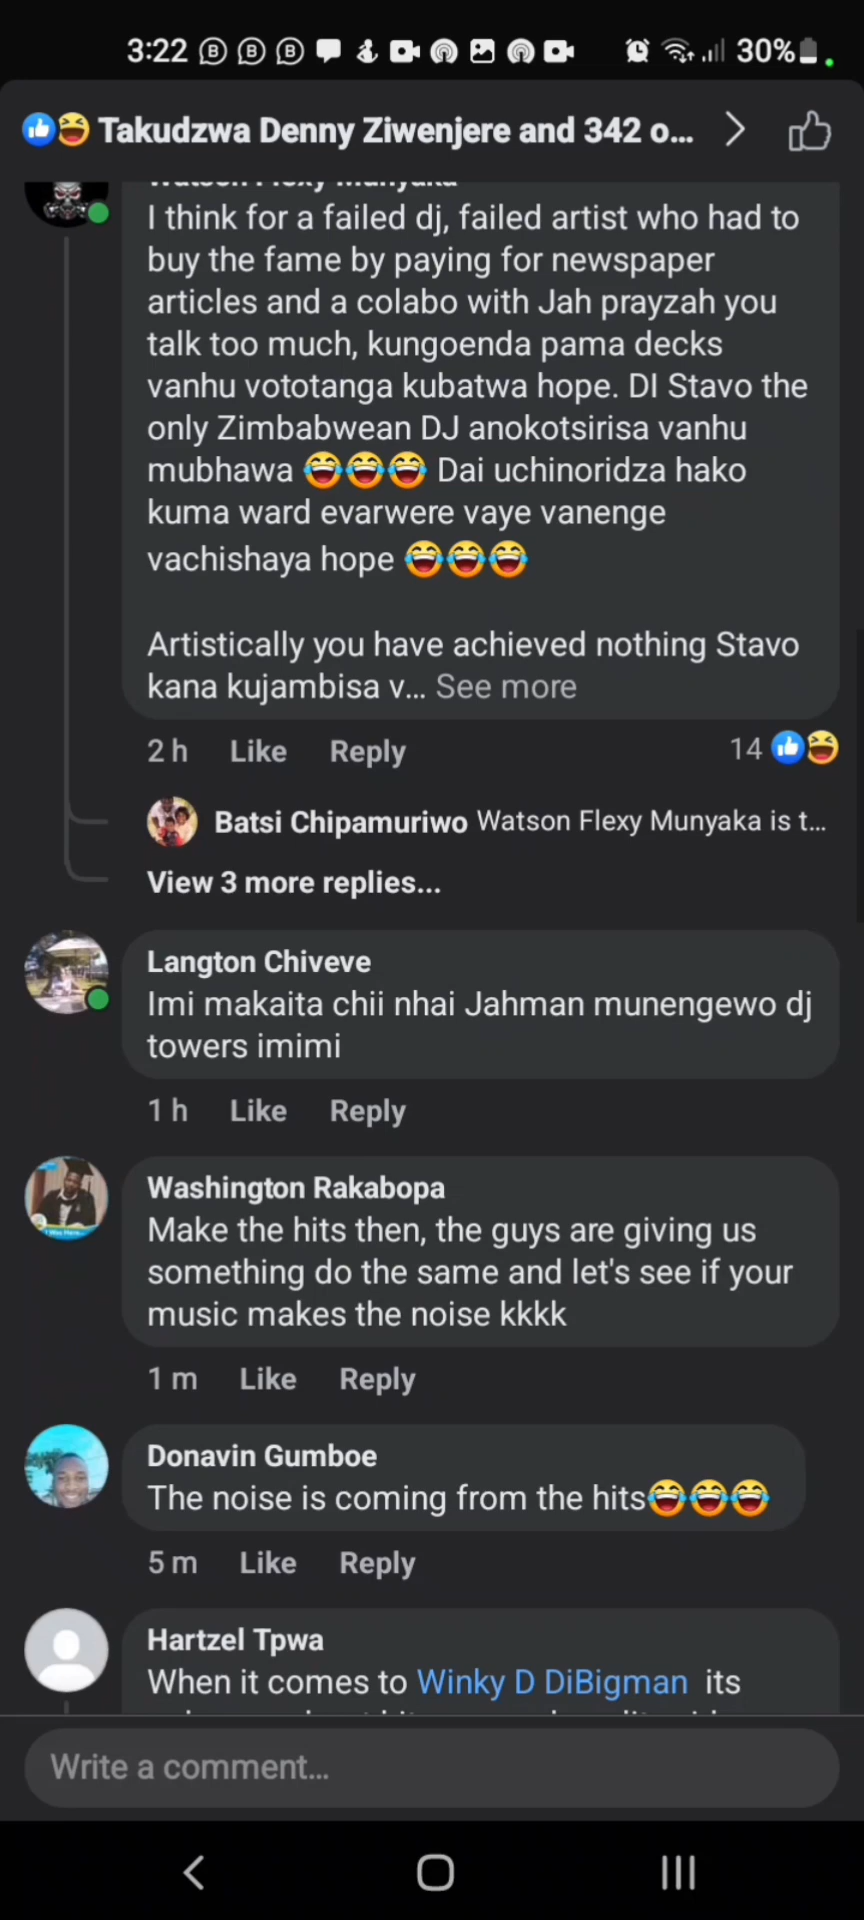 3:22
30%
Takudzwa Denny Ziwenjere and 342 o...
Watson Flexy Munyaka
I think for a failed dj, failed artist who had to
buy the fame by paying for newspaper
articles and a colabo with Jah prayzah you
talk too much, kungoenda pama decks
vanhu vototanga kubatwa hope. DI Stavo the
only Zimbabwean DJ anokotsirisa vanhu
mubhawa 😂😂😂 Dai uchinoridza hako
kuma ward evarwere vaye vanenge
vachishaya hope 😂😂😂
Artistically you have achieved nothing Stavo
kana kujambisa v... See more
2 h Like Reply 14
Batsi Chipamuriwo Watson Flexy Munyaka is t...
View 3 more replies...
Langton Chiveve
Imi makaita chii nhai Jahman munengewo dj
towers imimi
1 h Like Reply
Washington Rakabopa
Make the hits then, the guys are giving us
something do the same and let's see if your
music makes the noise kkkk
1 m Like Reply
Donavin Gumboe
The noise is coming from the hits😂😂😂
5 m Like Reply
Hartzel Tpwa
When it comes to Winky D DiBigman its
Write a comment...